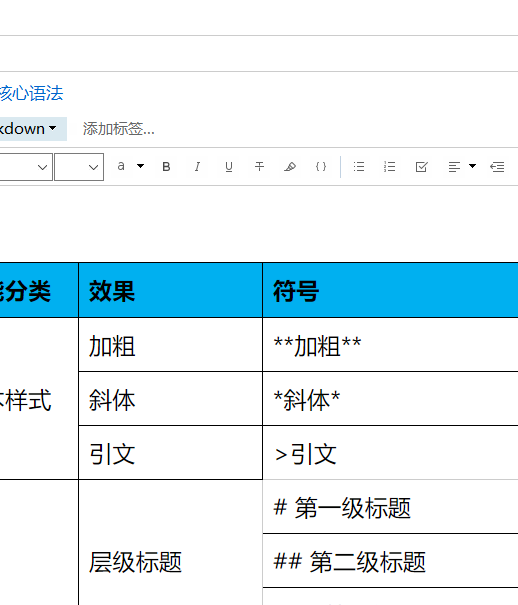 核心语法
kdown 添加标签...
a B I U T {}
分类 效果 符号
加粗 **加粗**
本样式 斜体 *斜体*
引文 >引文
# 第一级标题
层级标题 ## 第二级标题